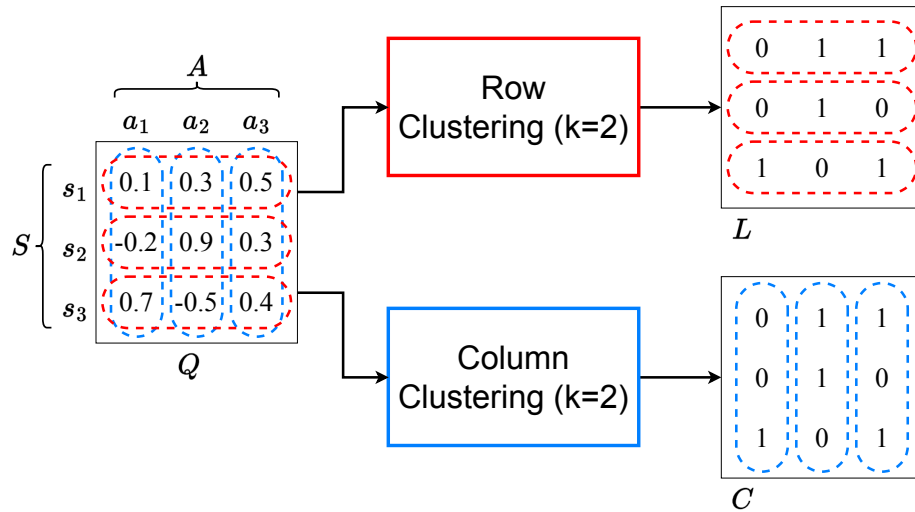 A
a₁ a₂ a₃
S
s₁ 0.1 0.3 0.5
s₂ -0.2 0.9 0.3
s₃ 0.7 -0.5 0.4
Q
Row
Clustering (k=2)
0 1 1
0 1 0
1 0 1
L
Column
Clustering (k=2)
0 1 1
0 1 0
1 0 1
C